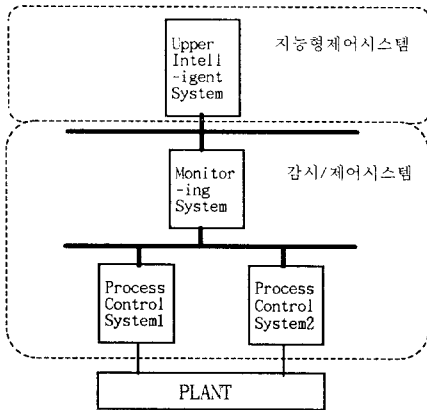 Upper
Intell
-igent
System
지능형제어시스템
Monitor
-ing
System
감시/제어시스템
Process
Control
System1
Process
Control
System2
PLANT